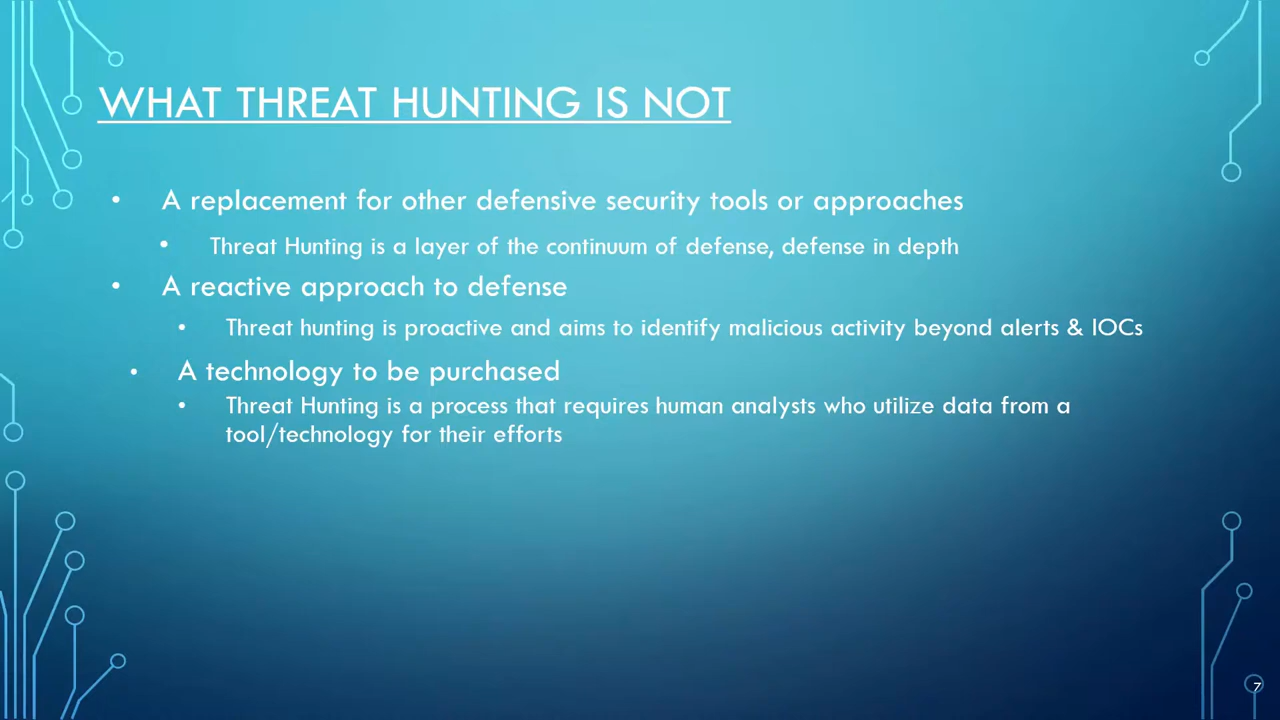 WHAT THREAT HUNTING IS NOT
• A replacement for other defensive security tools or approaches
• Threat Hunting is a layer of the continuum of defense, defense in depth
• A reactive approach to defense
• Threat hunting is proactive and aims to identify malicious activity beyond alerts & IOCs
• A technology to be purchased
• Threat Hunting is a process that requires human analysts who utilize data from a
tool/technology for their efforts
7